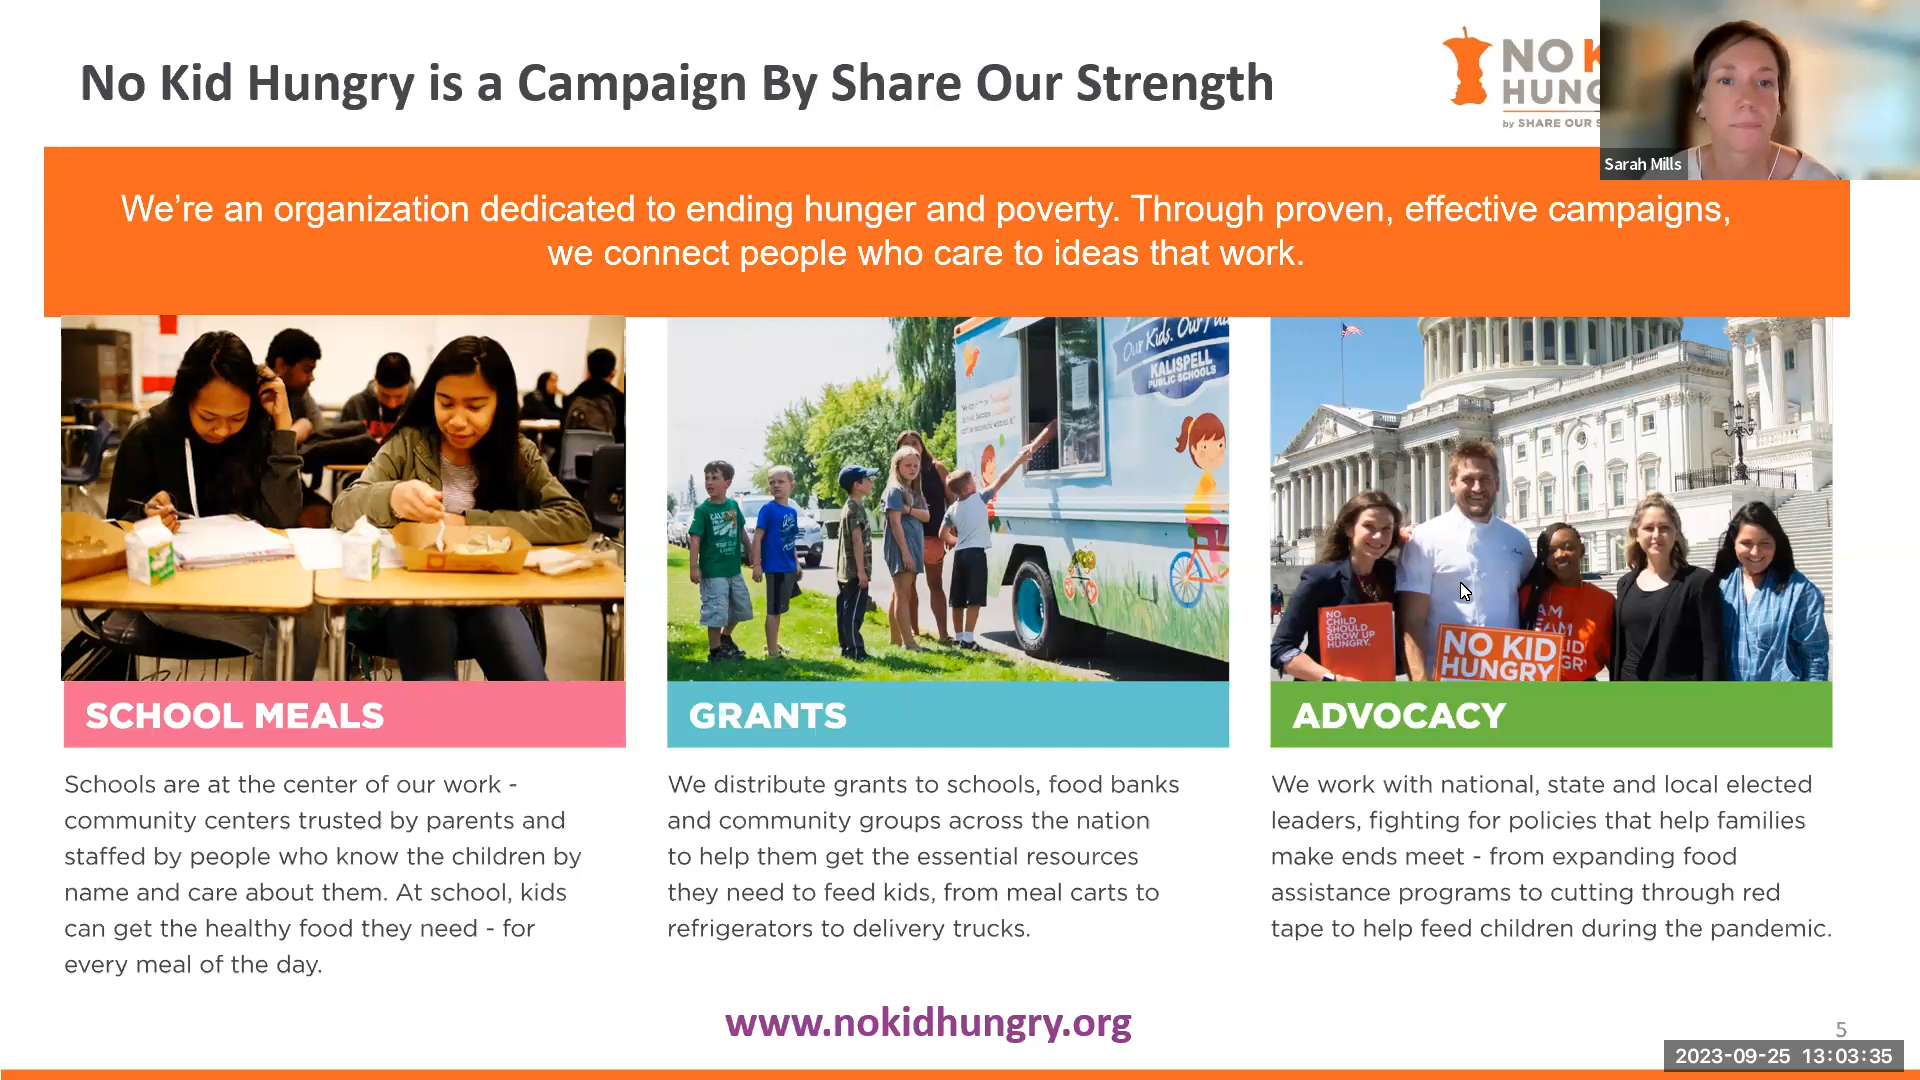 No Kid Hungry is a Campaign By Share Our Strength
NO K
HUNG
by SHARE OUR S
Sarah Mills
We're an organization dedicated to ending hunger and poverty. Through proven, effective campaigns,
we connect people who care to ideas that work.
Our Kids. Our
KALISPELL
PUBLIC SCHOOLS
NO
CHILD
SHOULD
GROW UP
HUNGRY.
NO KID
HUNGRY
SCHOOL MEALS
Schools are at the center of our work -
community centers trusted by parents and
staffed by people who know the children by
name and care about them. At school, kids
can get the healthy food they need - for
every meal of the day.
GRANTS
We distribute grants to schools, food banks
and community groups across the nation
to help them get the essential resources
they need to feed kids, from meal carts to
refrigerators to delivery trucks.
ADVOCACY
We work with national, state and local elected
leaders, fighting for policies that help families
make ends meet - from expanding food
assistance programs to cutting through red
tape to help feed children during the pandemic.
www.nokidhungry.org
5
2023-09-25 13:03:35